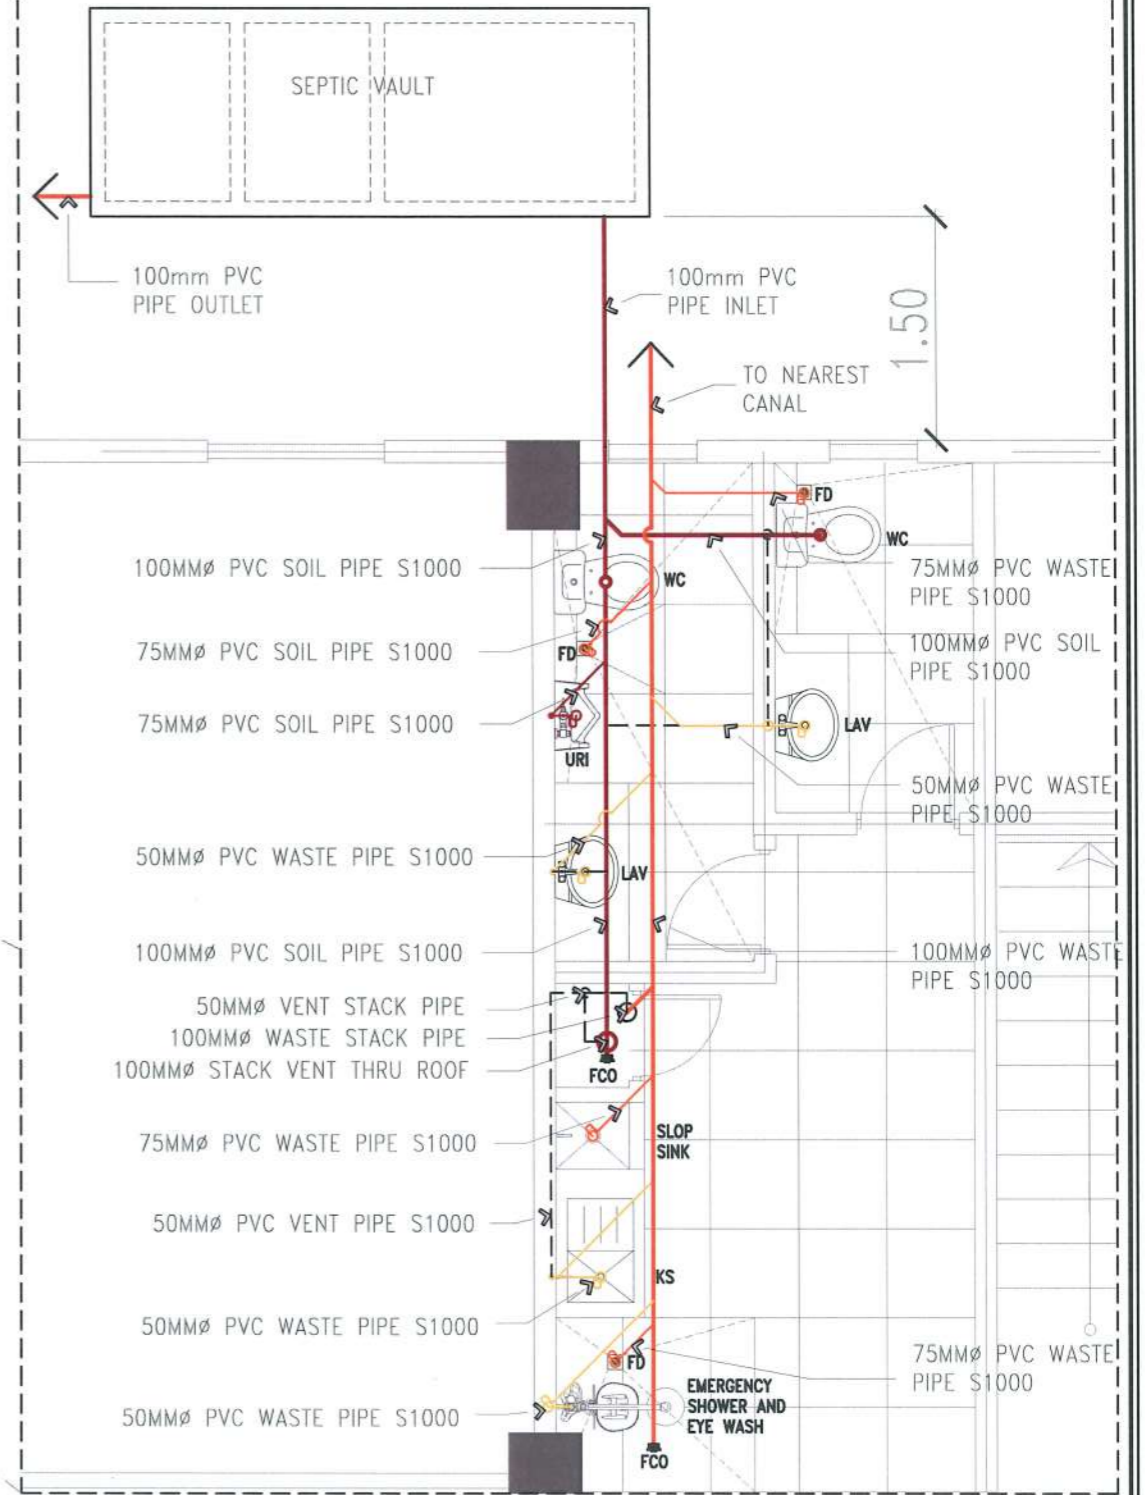 SEPTIC VAULT
100mm PVC
PIPE OUTLET
100mm PVC
PIPE INLET
1.50
TO NEAREST
CANAL
FD
WC
100MMØ PVC SOIL PIPE S1000
WC
75MMØ PVC WASTE
PIPE S1000
75MMØ PVC SOIL PIPE S1000
FD
100MMØ PVC SOIL
PIPE S1000
75MMØ PVC SOIL PIPE S1000
URI
LAV
50MMØ PVC WASTE
PIPE S1000
50MMØ PVC WASTE PIPE S1000
LAV
100MMØ PVC SOIL PIPE S1000
100MMØ PVC WASTE
PIPE S1000
50MMØ VENT STACK PIPE
100MMØ WASTE STACK PIPE
100MMØ STACK VENT THRU ROOF
FCO
75MMØ PVC WASTE PIPE S1000
SLOP
SINK
50MMØ PVC VENT PIPE S1000
KS
50MMØ PVC WASTE PIPE S1000
FD
75MMØ PVC WASTE
PIPE S1000
50MMØ PVC WASTE PIPE S1000
EMERGENCY
SHOWER AND
EYE WASH
FCO